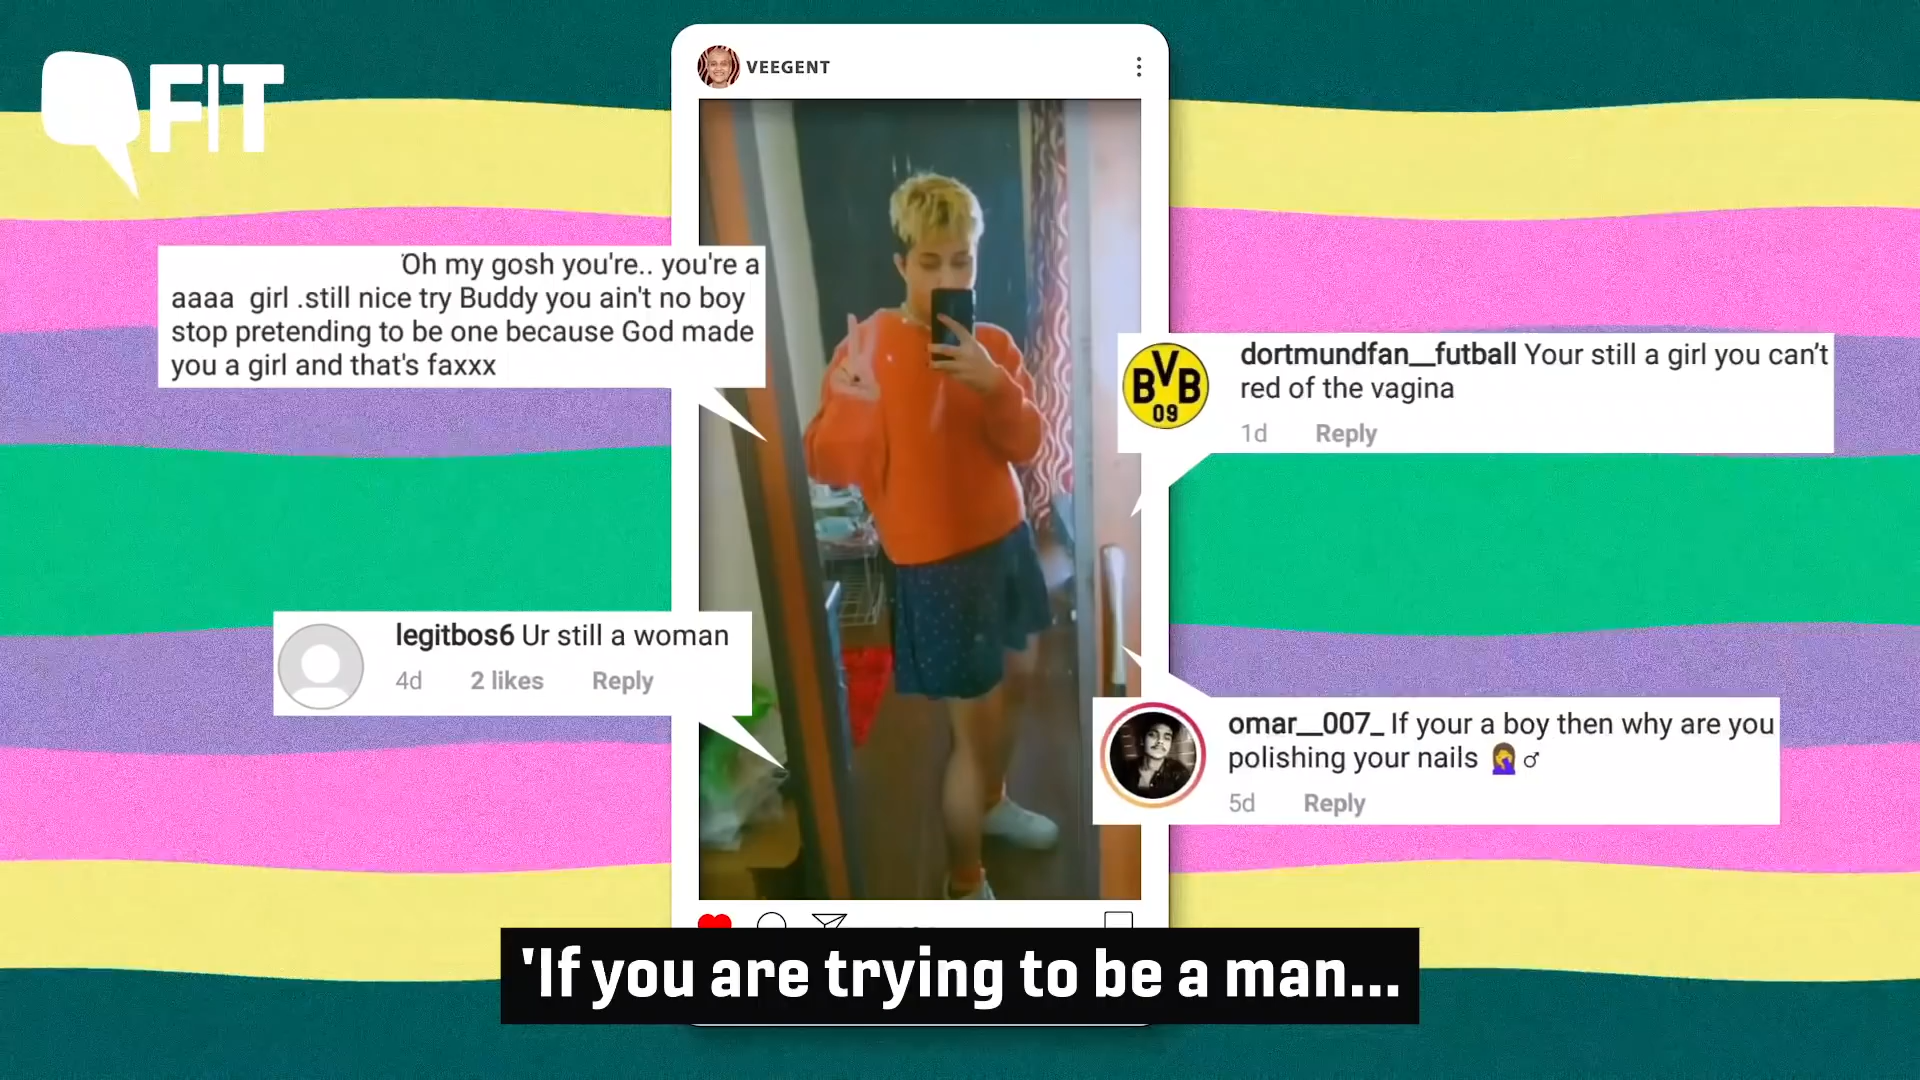 FIT
VEEGENT
Oh my gosh you're.. you're a
aaaa girl .still nice try Buddy you ain't no boy
stop pretending to be one because God made
you a girl and that's faxxx
dortmundfan__futball Your still a girl you can't
red of the vagina
1d Reply
BVB
09
legitbos6 Ur still a woman
4d 2 likes Reply
omar__007_ If your a boy then why are you
polishing your nails 🤦‍♂
5d Reply
'If you are trying to be a man...